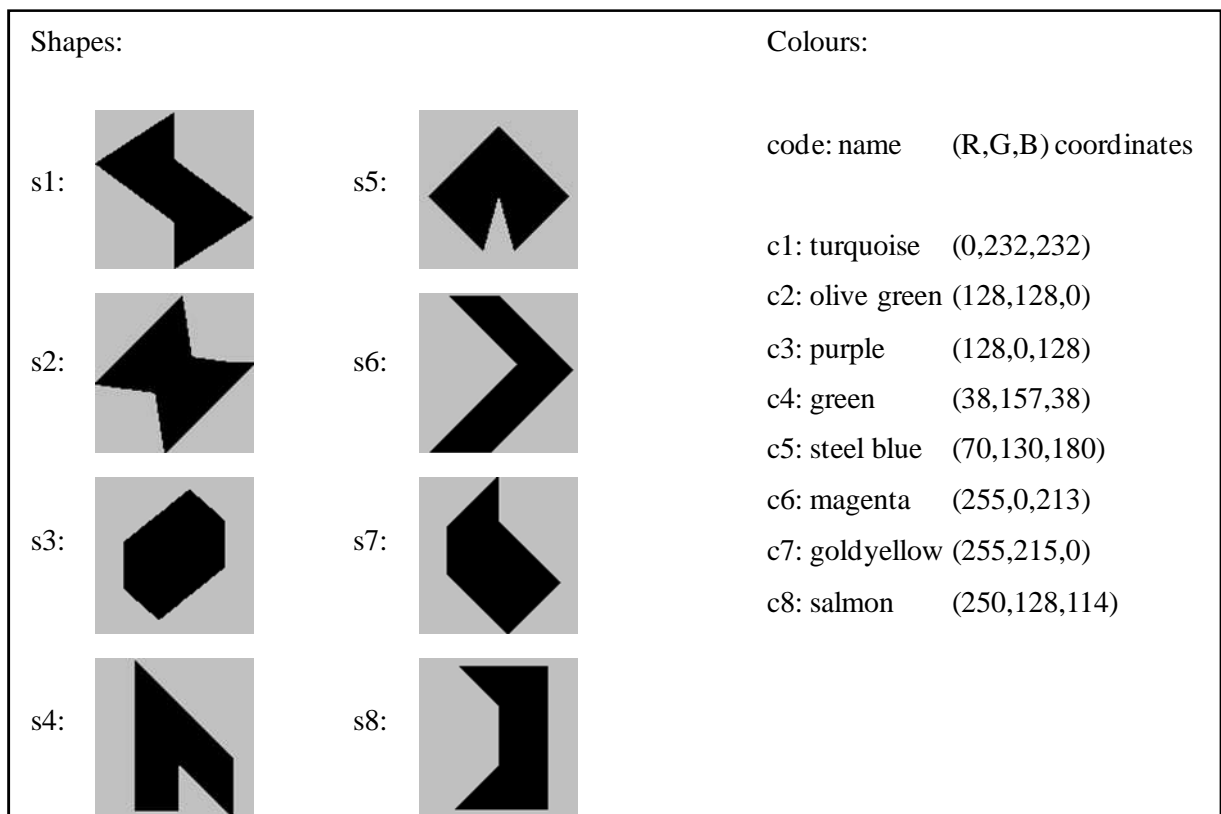 Shapes:
s1:
s2:
s3:
s4:
s5:
s6:
s7:
s8:
Colours:
code: name (R,G,B) coordinates
c1: turquoise (0,232,232)
c2: olive green (128,128,0)
c3: purple (128,0,128)
c4: green (38,157,38)
c5: steel blue (70,130,180)
c6: magenta (255,0,213)
c7: goldyellow (255,215,0)
c8: salmon (250,128,114)